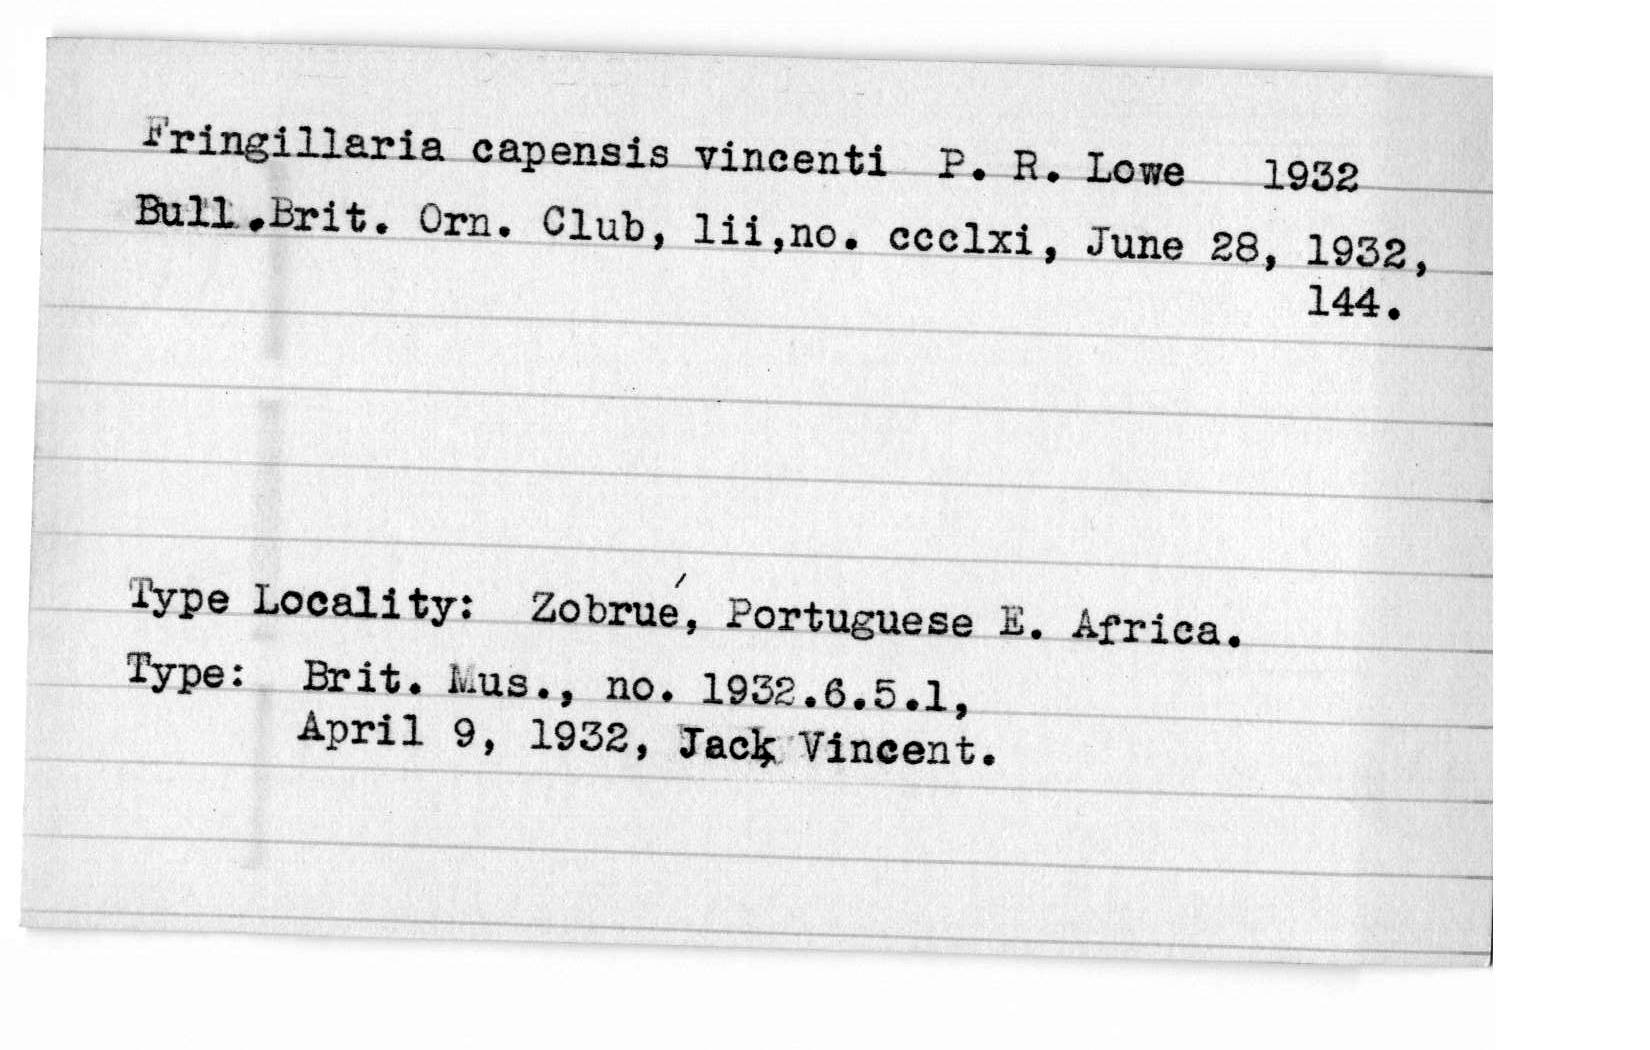 Fringillaria capensis vincenti P. R. Lowe 1932
Bull.Brit. Orn. Club, lii,no. ccclxi, June 28, 1932,
144.
Type Locality: Zobrué, Portuguese E. Africa.
Type: Brit. Mus., no. 1932.6.5.1,
April 9, 1932, Jack Vincent.